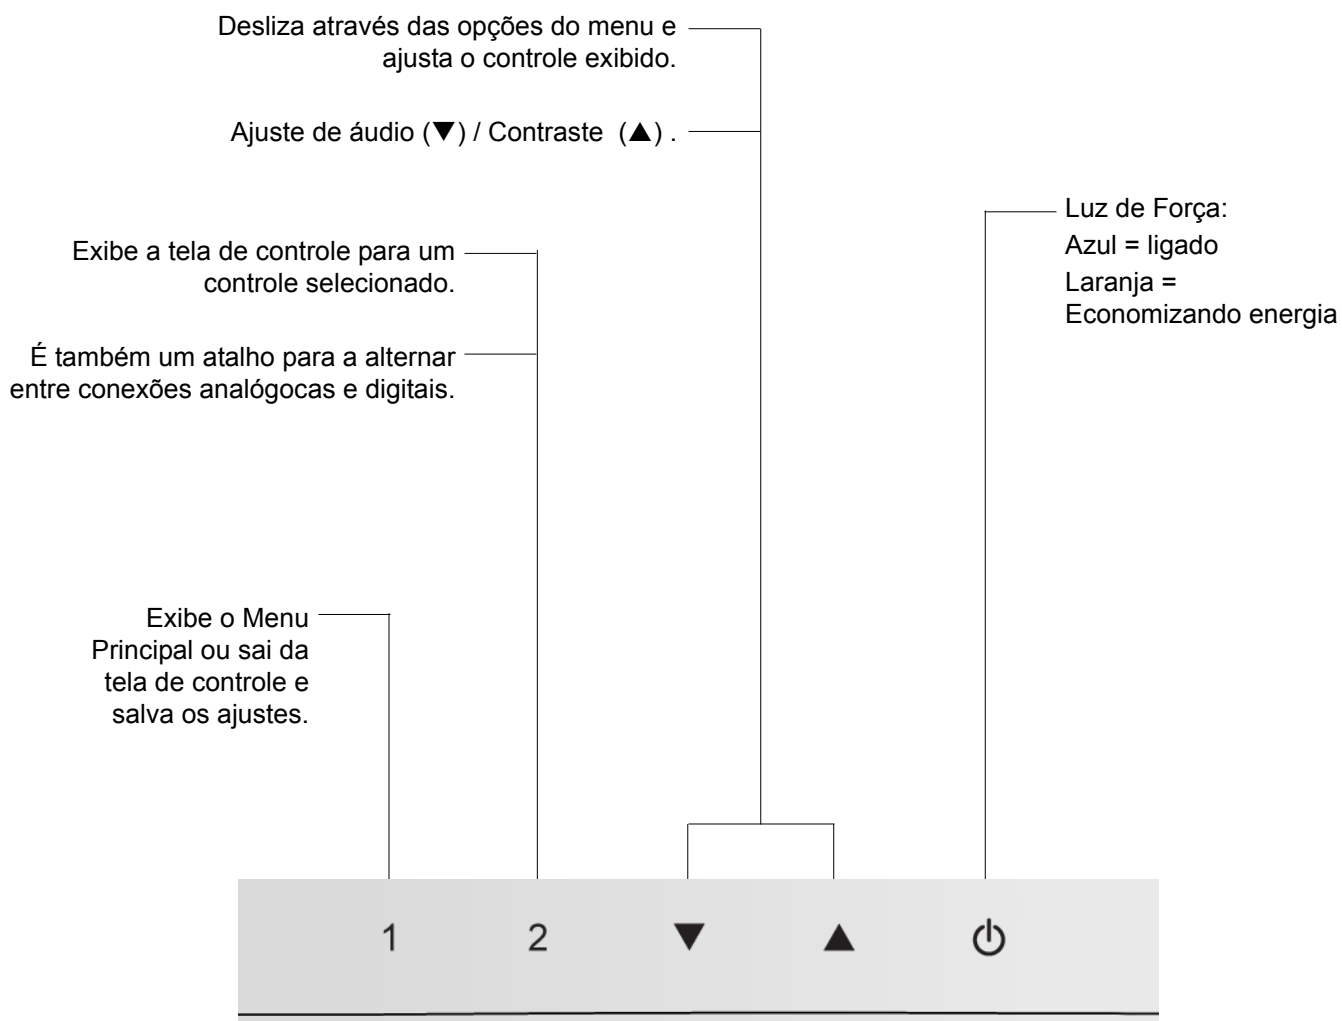 Desliza através das opções do menu e
ajusta o controle exibido.
Ajuste de áudio (▼) / Contraste (▲) .
Luz de Força:
Azul = ligado
Laranja =
Economizando energia
Exibe a tela de controle para um
controle selecionado.
É também um atalho para a alternar
entre conexões analógocas e digitais.
Exibe o Menu
Principal ou sai da
tela de controle e
salva os ajustes.
1 2 ▼ ▲ ⏻